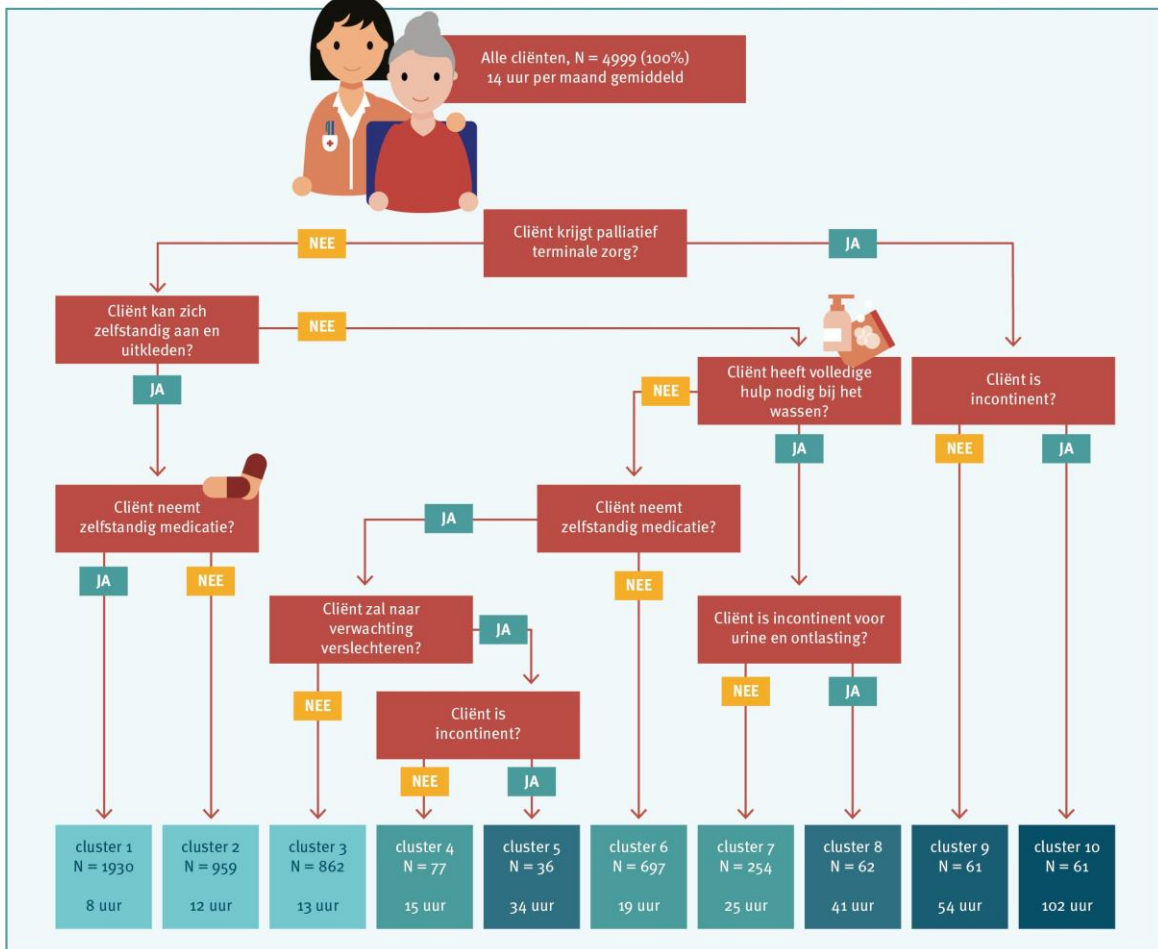 Alle cliënten, N = 4999 (100%)
14 uur per maand gemiddeld
NEE
Cliënt krijgt palliatief
terminale zorg?
JA
Cliënt kan zich
zelfstandig aan en
uitkleden?
NEE
JA
NEE
Cliënt heeft volledige
hulp nodig bij het
wassen?
Cliënt is
incontinent?
JA
NEE
JA
Cliënt neemt
zelfstandig medicatie?
JA
Cliënt neemt
zelfstandig medicatie?
JA
NEE
NEE
Cliënt zal naar
verwachting
verslechteren?
JA
Cliënt is incontinent voor
urine en ontlasting?
NEE
NEE
JA
Cliënt is
incontinent?
NEE
JA
cluster 1
N = 1930
8 uur
cluster 2
N = 959
12 uur
cluster 3
N = 862
13 uur
cluster 4
N = 77
15 uur
cluster 5
N = 36
34 uur
cluster 6
N = 697
19 uur
cluster 7
N = 254
25 uur
cluster 8
N = 62
41 uur
cluster 9
N = 61
54 uur
cluster 10
N = 61
102 uur